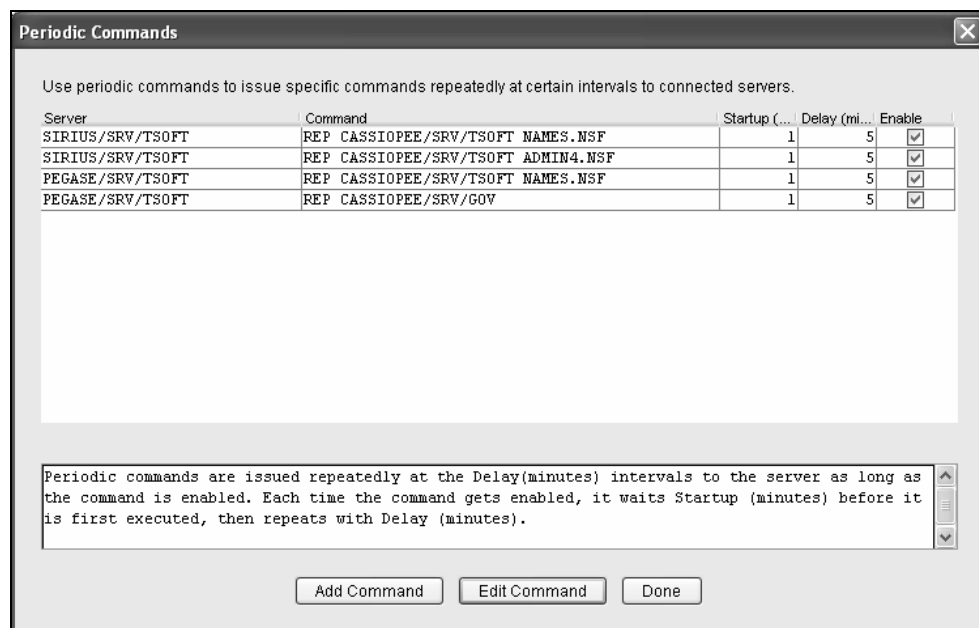 Periodic Commands
Use periodic commands to issue specific commands repeatedly at certain intervals to connected servers.
Server Command Startup (... Delay (mi... Enable
SIRIUS/SRV/TSOFT REP CASSIOPEE/SRV/TSOFT NAMES.NSF 1 5
SIRIUS/SRV/TSOFT REP CASSIOPEE/SRV/TSOFT ADMIN4.NSF 1 5
PEGASE/SRV/TSOFT REP CASSIOPEE/SRV/TSOFT NAMES.NSF 1 5
PEGASE/SRV/TSOFT REP CASSIOPEE/SRV/GOV 1 5
Periodic commands are issued repeatedly at the Delay(minutes) intervals to the server as long as
the command is enabled. Each time the command gets enabled, it waits Startup (minutes) before it
is first executed, then repeats with Delay (minutes).
Add Command Edit Command Done